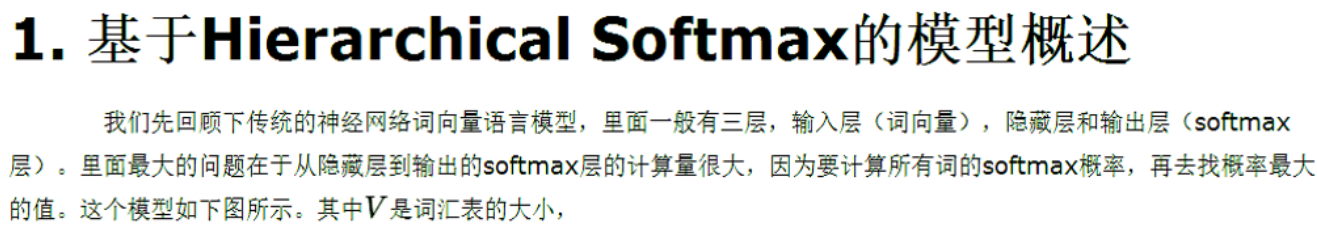 1. 基于Hierarchical Softmax的模型概述
我们先回顾下传统的神经网络词向量语言模型，里面一般有三层，输入层（词向量），隐藏层和输出层（softmax
层）。里面最大的问题在于从隐藏层到输出的softmax层的计算量很大，因为要计算所有词的softmax概率，再去找概率最大
的值。这个模型如下图所示。其中V是词汇表的大小，